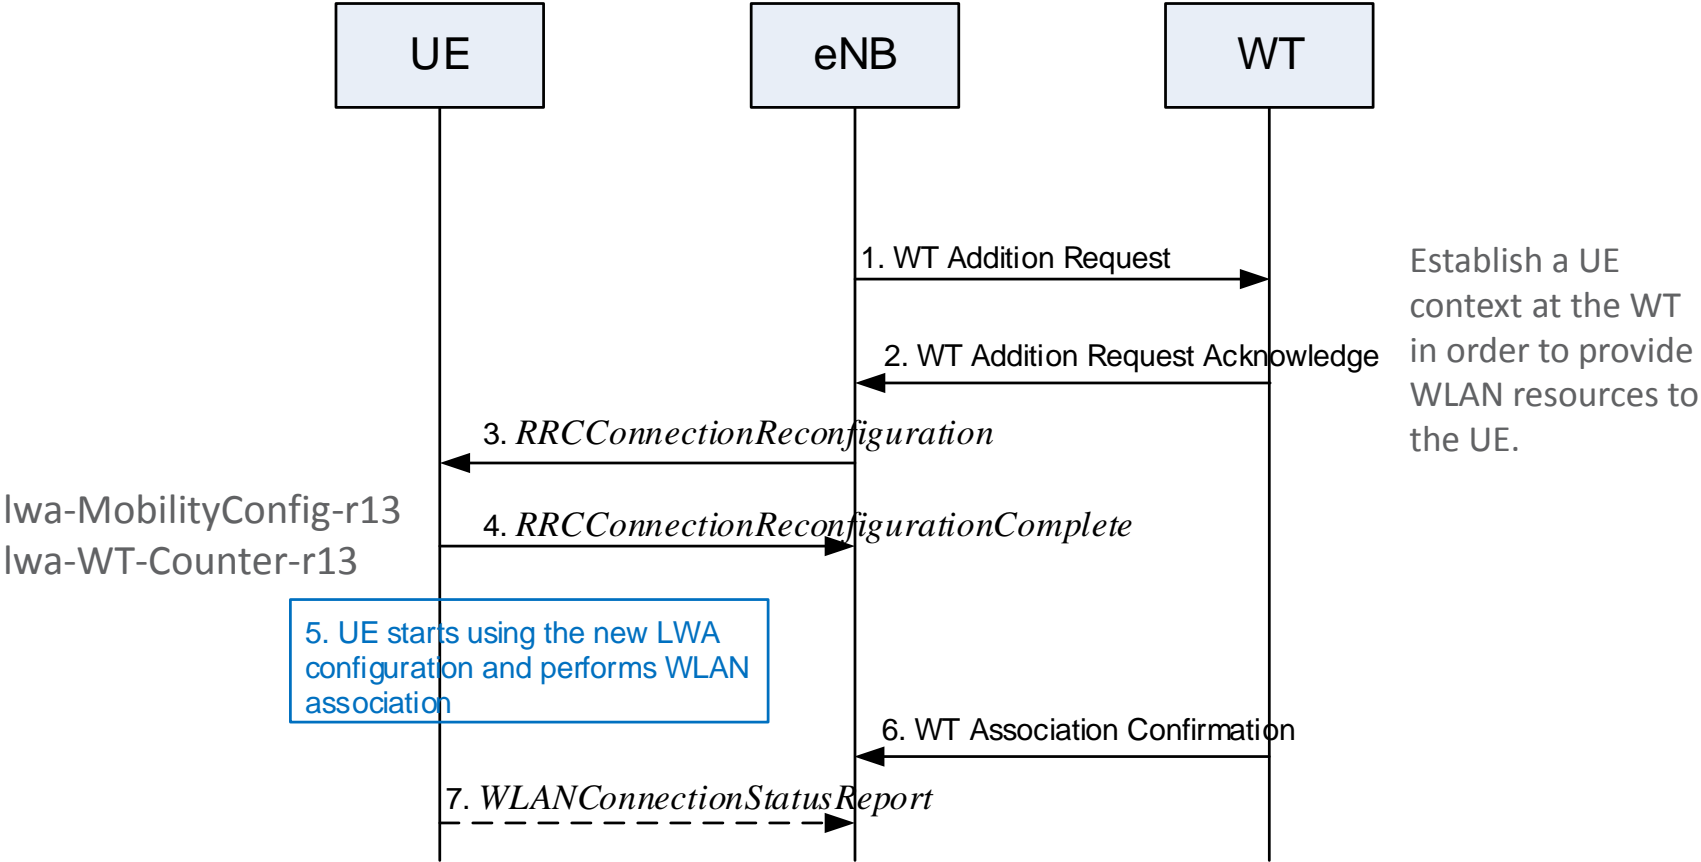 UE
eNB
WT
1. WT Addition Request
Establish a UE
context at the WT
in order to provide
WLAN resources to
the UE.
2. WT Addition Request Acknowledge
3. RRCConnectionReconfiguration
lwa-MobilityConfig-r13
lwa-WT-Counter-r13
4. RRCConnectionReconfigurationComplete
5. UE starts using the new LWA
configuration and performs WLAN
association
6. WT Association Confirmation
7. WLANConnectionStatusReport